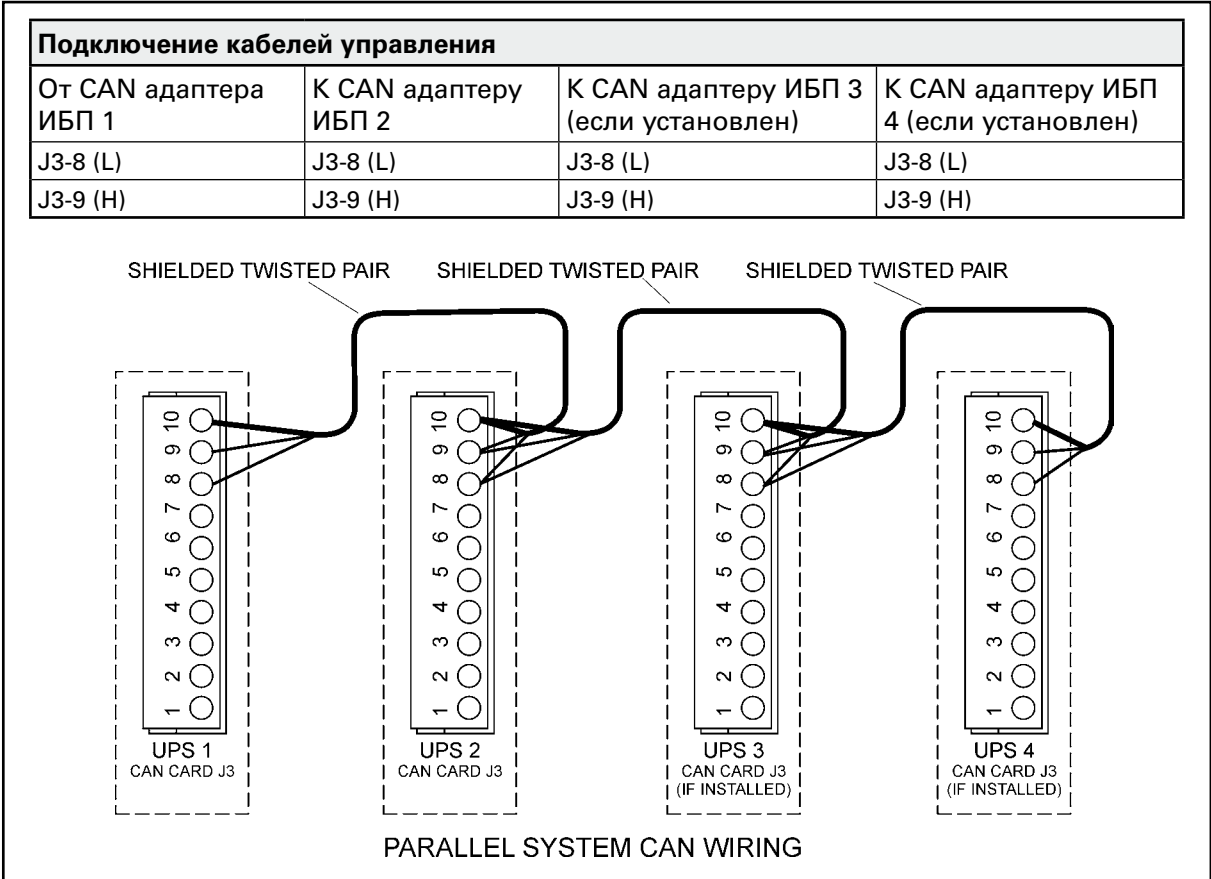 Подключение кабелей управления
От CAN адаптера ИБП 1
К CAN адаптеру ИБП 2
К CAN адаптеру ИБП 3 (если установлен)
К CAN адаптеру ИБП 4 (если установлен)
J3-8 (L) J3-8 (L) J3-8 (L) J3-8 (L)
J3-9 (H) J3-9 (H) J3-9 (H) J3-9 (H)
SHIELDED TWISTED PAIR SHIELDED TWISTED PAIR SHIELDED TWISTED PAIR
10 10 10 10
9 9 9 9
8 8 8 8
7 7 7 7
6 6 6 6
5 5 5 5
4 4 4 4
3 3 3 3
2 2 2 2
1 1 1 1
UPS 1
CAN CARD J3
UPS 2
CAN CARD J3
UPS 3
CAN CARD J3
(IF INSTALLED)
UPS 4
CAN CARD J3
(IF INSTALLED)
PARALLEL SYSTEM CAN WIRING